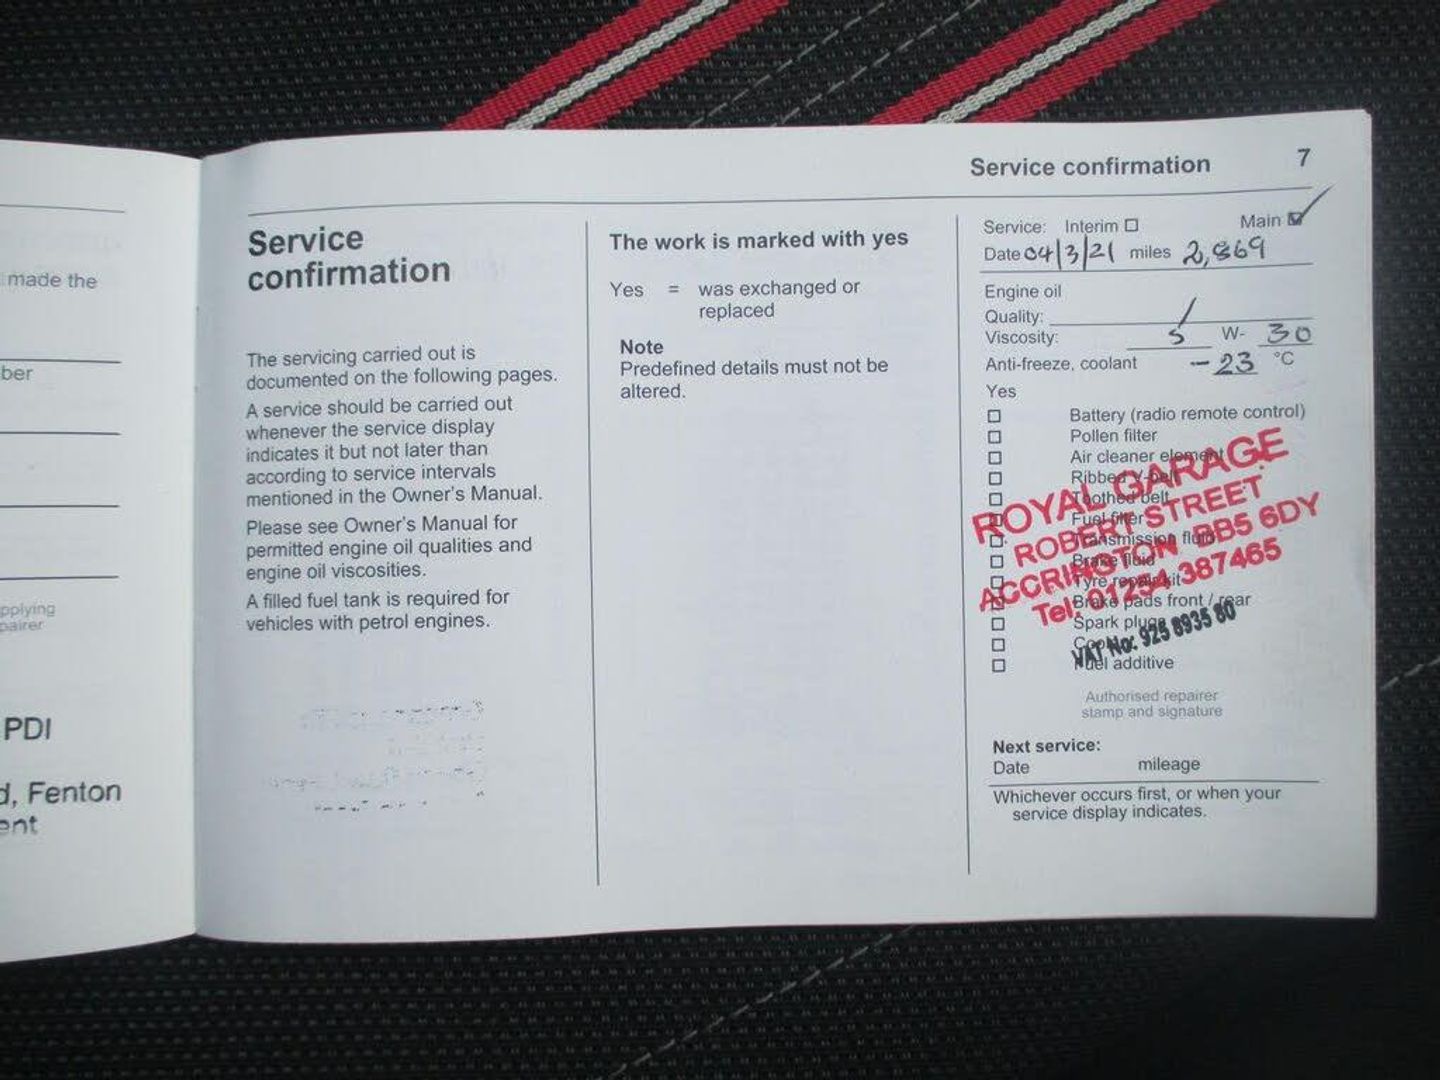 made the
ber
pplying
pairer
PDI
d, Fenton
ent
Service confirmation 7
Service
confirmation
The servicing carried out is
documented on the following pages.
A service should be carried out
whenever the service display
indicates it but not later than
according to service intervals
mentioned in the Owner's Manual.
Please see Owner's Manual for
permitted engine oil qualities and
engine oil viscosities.
A filled fuel tank is required for
vehicles with petrol engines.
The work is marked with yes
Yes = was exchanged or
replaced
Note
Predefined details must not be
altered.
Service: Interim Main
Date 04/3/21 miles 2,869
Engine oil
Quality: /
Viscosity: 5 W- 30
Anti-freeze, coolant -23 °C
Yes
Battery (radio remote control)
Pollen filter
Air cleaner element
Ribbed V-belt
Toothed belt
Fuel filter
Transmission fluid
Brake fluid
Tyre repair kit
Brake pads front / rear
Spark plugs
Fuel additive
ROYAL GARAGE
ROBERT STREET
ACCRINGTON BB5 6DY
Tel: 01254 387465
VAT No: 925 6935 80
Authorised repairer
stamp and signature
Next service:
Date mileage
Whichever occurs first, or when your
service display indicates.